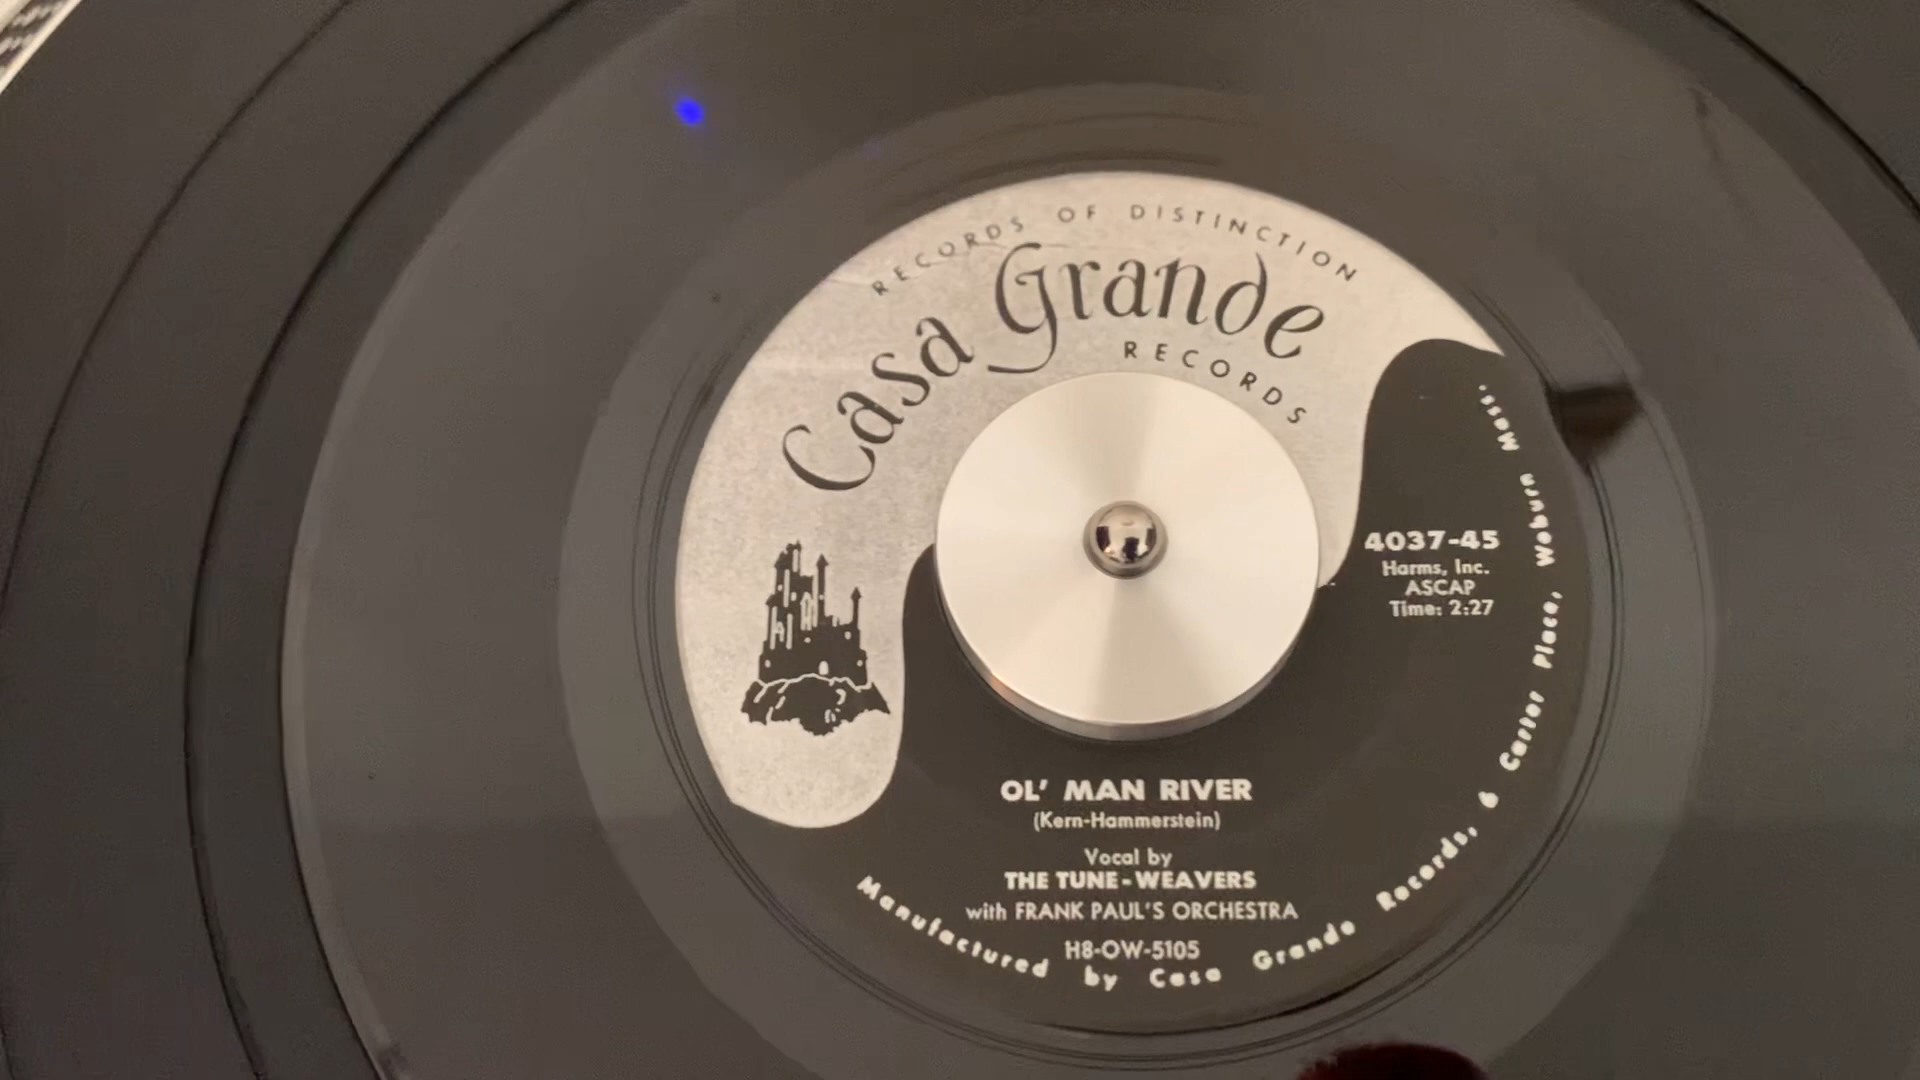 RECORDS OF DISTINCTION
Casa Grande
RECORDS
4037-45
Harms, Inc.
ASCAP
Time: 2:27
OL' MAN RIVER
(Kern-Hammerstein)
Vocal by
THE TUNE-WEAVERS
with FRANK PAUL'S ORCHESTRA
H8-OW-5105
Manufactured by Casa Grande Records, 6 Carter Place, Woburn Mass.